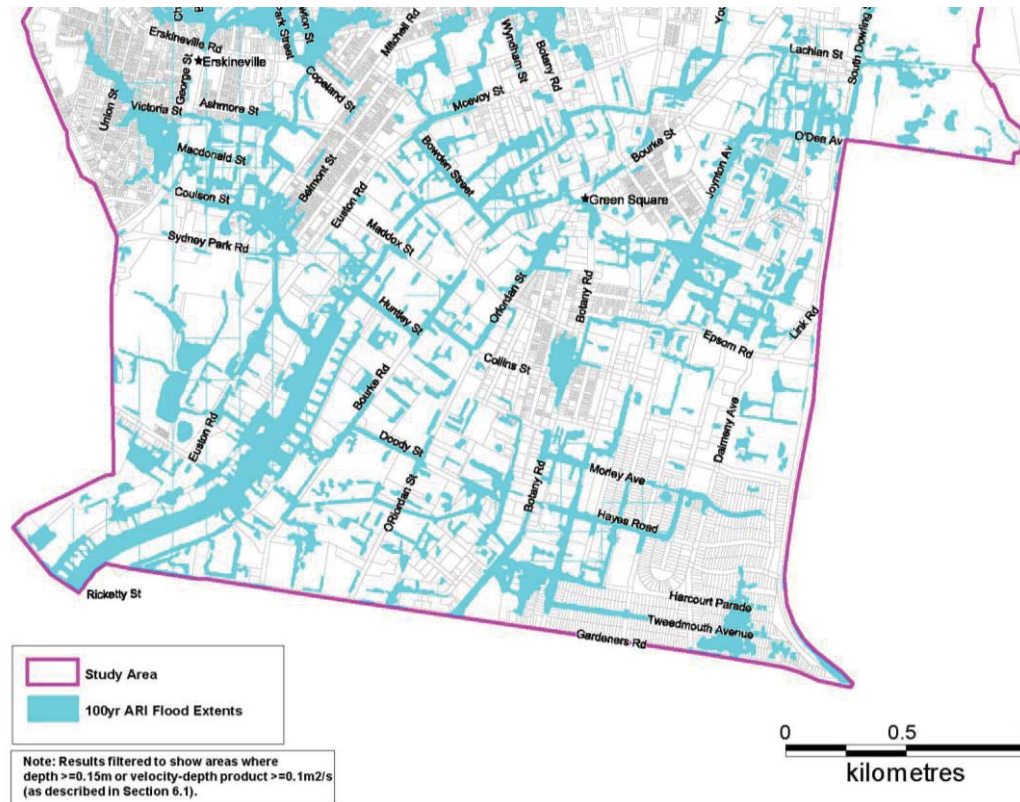 Erskineville Rd
Erskineville
Park Street
Mitchell Rd
Wyndham St
Botany Rd
Lachlan St
South Dowling S
George St
Copeland St
Union St
Victoria St
Ashmore St
Mcevoy St
Macdonald St
Bowden Street
Bourke St
O'Dea Av
Joynton Av
Belmont St
Coulson St
Euston Rd
Green Square
Sydney Park Rd
Maddox St
Oriordan St
Botany Rd
Huntley St
Link Rd
Epsom Rd
Collins St
Bourke Rd
Euston Rd
Doody St
Dalmeny Ave
Botany Rd
Morley Ave
ORiordan St
Hayes Road
Ricketty St
Harcourt Parade
Tweedmouth Avenue
Gardeners Rd
Study Area
100yr ARI Flood Extents
Note: Results filtered to show areas where
depth >=0.15m or velocity-depth product >=0.1m2/s
(as described in Section 6.1).
0 0.5
kilometres